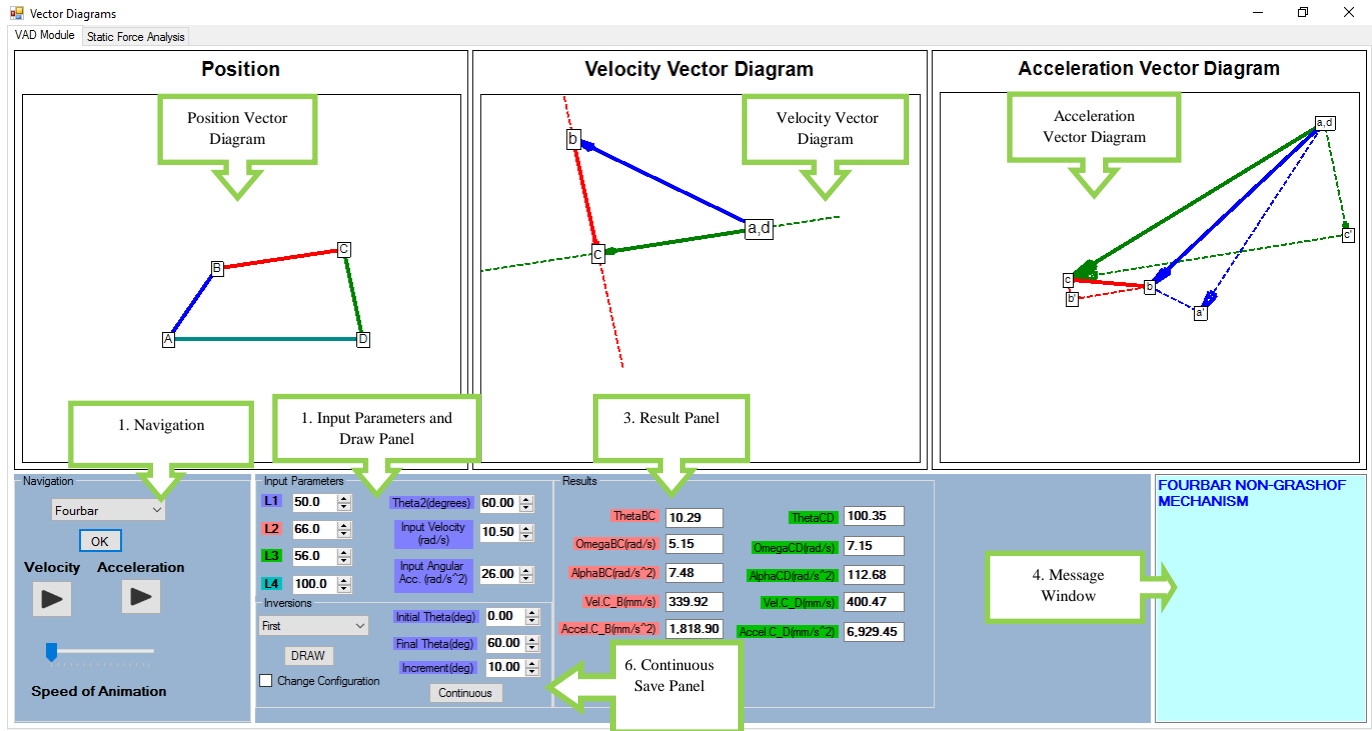 Vector Diagrams
VAD Module
Static Force Analysis
Position
Position Vector
Diagram
B
C
A
D
Velocity Vector Diagram
Velocity Vector
Diagram
b
a,d
C
Acceleration Vector Diagram
Acceleration
Vector Diagram
a,d
c'
c
b
b'
a'
1. Navigation
1. Input Parameters and
Draw Panel
3. Result Panel
Navigation
Fourbar
OK
Velocity Acceleration
Speed of Animation
Input Parameters
L1 50.0
L2 66.0
L3 56.0
L4 100.0
Theta2(degrees) 60.00
Input Velocity
(rad/s) 10.50
Input Angular
Acc. (rad/s^2) 26.00
Inversions
First
DRAW
Change Configuration
Initial Theta(deg) 0.00
Final Theta(deg) 60.00
Increment(deg) 10.00
Continuous
6. Continuous
Save Panel
Results
ThetaBC 10.29
OmegaBC(rad/s) 5.15
AlphaBC(rad/s^2) 7.48
Vel.C_B(mm/s) 339.92
Accel.C_B(mm/s^2) 1,818.90
ThetaCD 100.35
OmegaCD(rad/s) 7.15
AlphaCD(rad/s^2) 112.68
Vel.C_D(mm/s) 400.47
Accel.C_D(mm/s^2) 6,929.45
4. Message
Window
FOURBAR NON-GRASHOF
MECHANISM